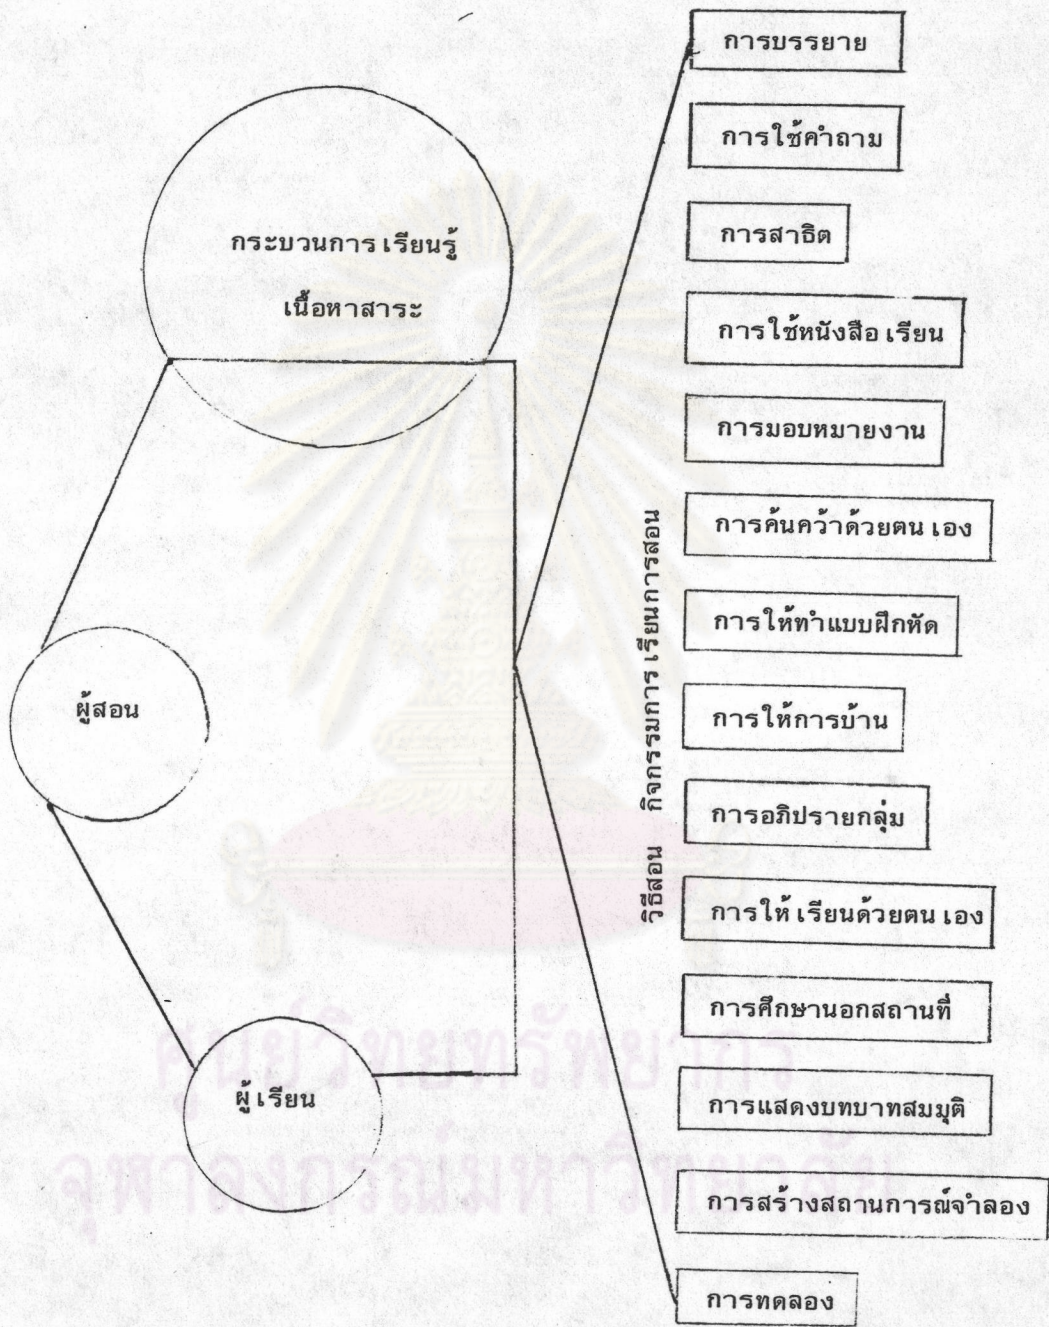 กระบวนการเรียนรู้
เนื้อหาสาระ
ผู้สอน
ผู้เรียน
วิธีสอน กิจกรรมการเรียนการสอน
การบรรยาย
การใช้คำถาม
การสาธิต
การใช้หนังสือเรียน
การมอบหมายงาน
การค้นคว้าด้วยตนเอง
การให้ทำแบบฝึกหัด
การให้การบ้าน
การอภิปรายกลุ่ม
การให้เรียนด้วยตนเอง
การศึกษานอกสถานที่
การแสดงบทบาทสมมุติ
การสร้างสถานการณ์จำลอง
การทดลอง
ศูนย์วิทยทรัพยากร
จุฬาลงกรณ์มหาวิทยาลัย